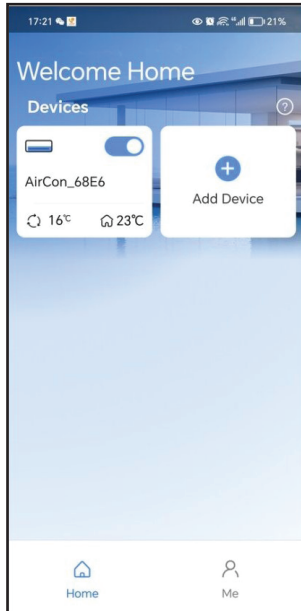 17:21 21%
Welcome Home
Devices ?
AirCon_68E6
16℃ 23℃
Add Device
Home Me